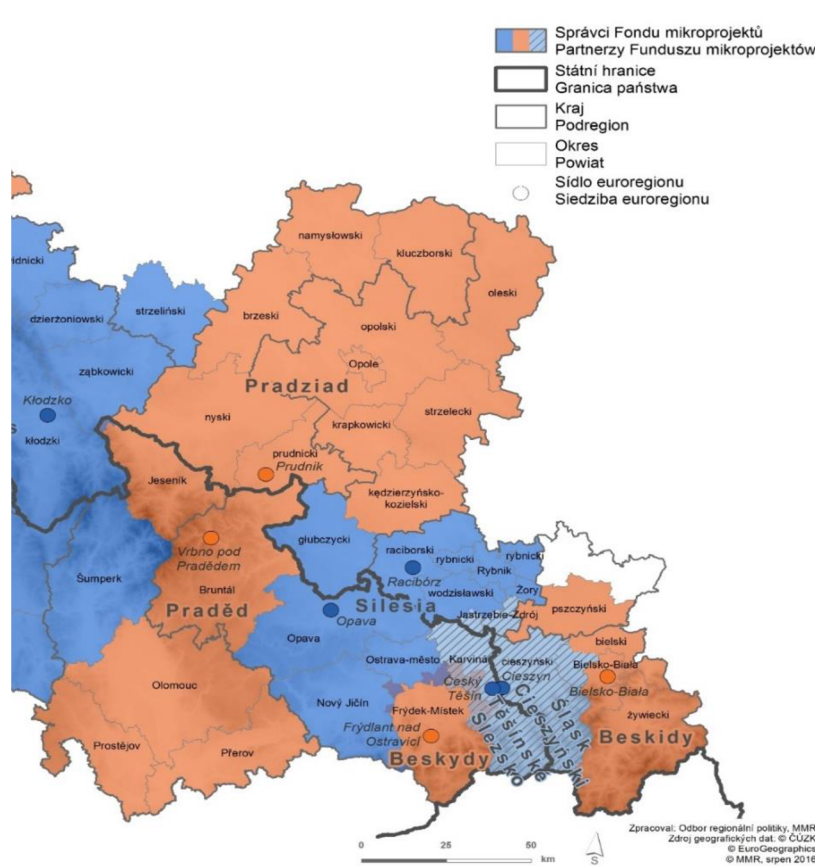 Správci Fondu mikroprojektů
Partnerzy Funduszu mikroprojektów
Státní hranice
Granica państwa
Kraj
Podregion
Okres
Powiat
Sídlo euroregionu
Siedziba euroregionu
namysłowski
kluczborski
oleski
idnicki
strzeliński
dzierżoniowski
brzeski
opolski
Opole
ząbkowicki
Pradziad
Kłodzko
nyski
strzelecki
krapkowicki
s
kłodzki
prudnicki
Prudnik
Jeseník
kędzierzyńsko-
kozielski
głubczycki
Vrbno pod
Pradědem
raciborski
rybnicki
rybnicki
Rybnik
Šumperk
Racibórz
Bruntál
wodzisławski
Żory
Praděd
Silesia
pszczyński
Opava
Opava
Jastrzębie-Zdrój
bielski
Ostrava-město
Karviná
cieszyński
Bielsko-Biała
Olomouc
Český
Těšín
Cieszyn
Bielsko-Biała
Nový Jičín
Frýdek-Místek
żywiecki
Frýdlant nad
Ostravicí
Těšínské
Slezsko
Śląsk
Cieszyński
Prostějov
Přerov
Beskydy
Beskidy
Zpracoval: Odbor regionální politiky, MMR
Zdroj geografických dat: © ČÚZK
© EuroGeographics
© MMR, srpen 2016
0 25 50
km
S